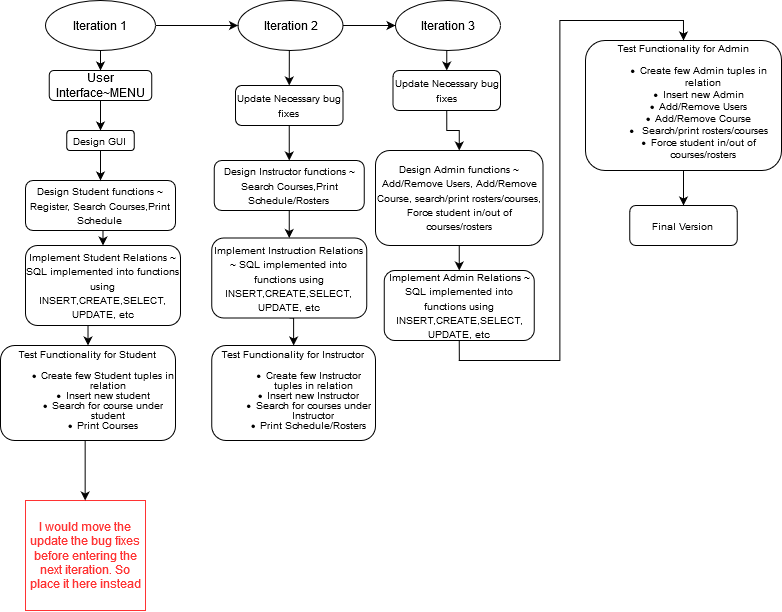 Iteration 1
User
Interface~MENU
Design GUI
Design Student functions ~
Register, Search Courses,Print
Schedule
Implement Student Relations ~
SQL implemented into functions
using
INSERT,CREATE,SELECT,
UPDATE, etc
Test Functionality for Student
• Create few Student tuples in
relation
• Insert new student
• Search for course under
student
• Print Courses
I would move the
update the bug fixes
before entering the
next iteration. So
place it here instead
Iteration 2
Update Necessary bug
fixes
Design Instructor functions ~
Search Courses,Print
Schedule/Rosters
Implement Instruction Relations
~ SQL implemented into
functions using
INSERT,CREATE,SELECT,
UPDATE, etc
Test Functionality for Instructor
• Create few Instructor
tuples in relation
• Insert new Instructor
• Search for courses under
Instructor
• Print Schedule/Rosters
Iteration 3
Update Necessary bug
fixes
Design Admin functions ~
Add/Remove Users, Add/Remove
Course, search/print rosters/courses,
Force student in/out of
courses/rosters
Implement Admin Relations ~
SQL implemented into
functions using
INSERT,CREATE,SELECT,
UPDATE, etc
Test Functionality for Admin
• Create few Admin tuples in
relation
• Insert new Admin
• Add/Remove Users
• Add/Remove Course
• Search/print rosters/courses
• Force student in/out of
courses/rosters
Final Version